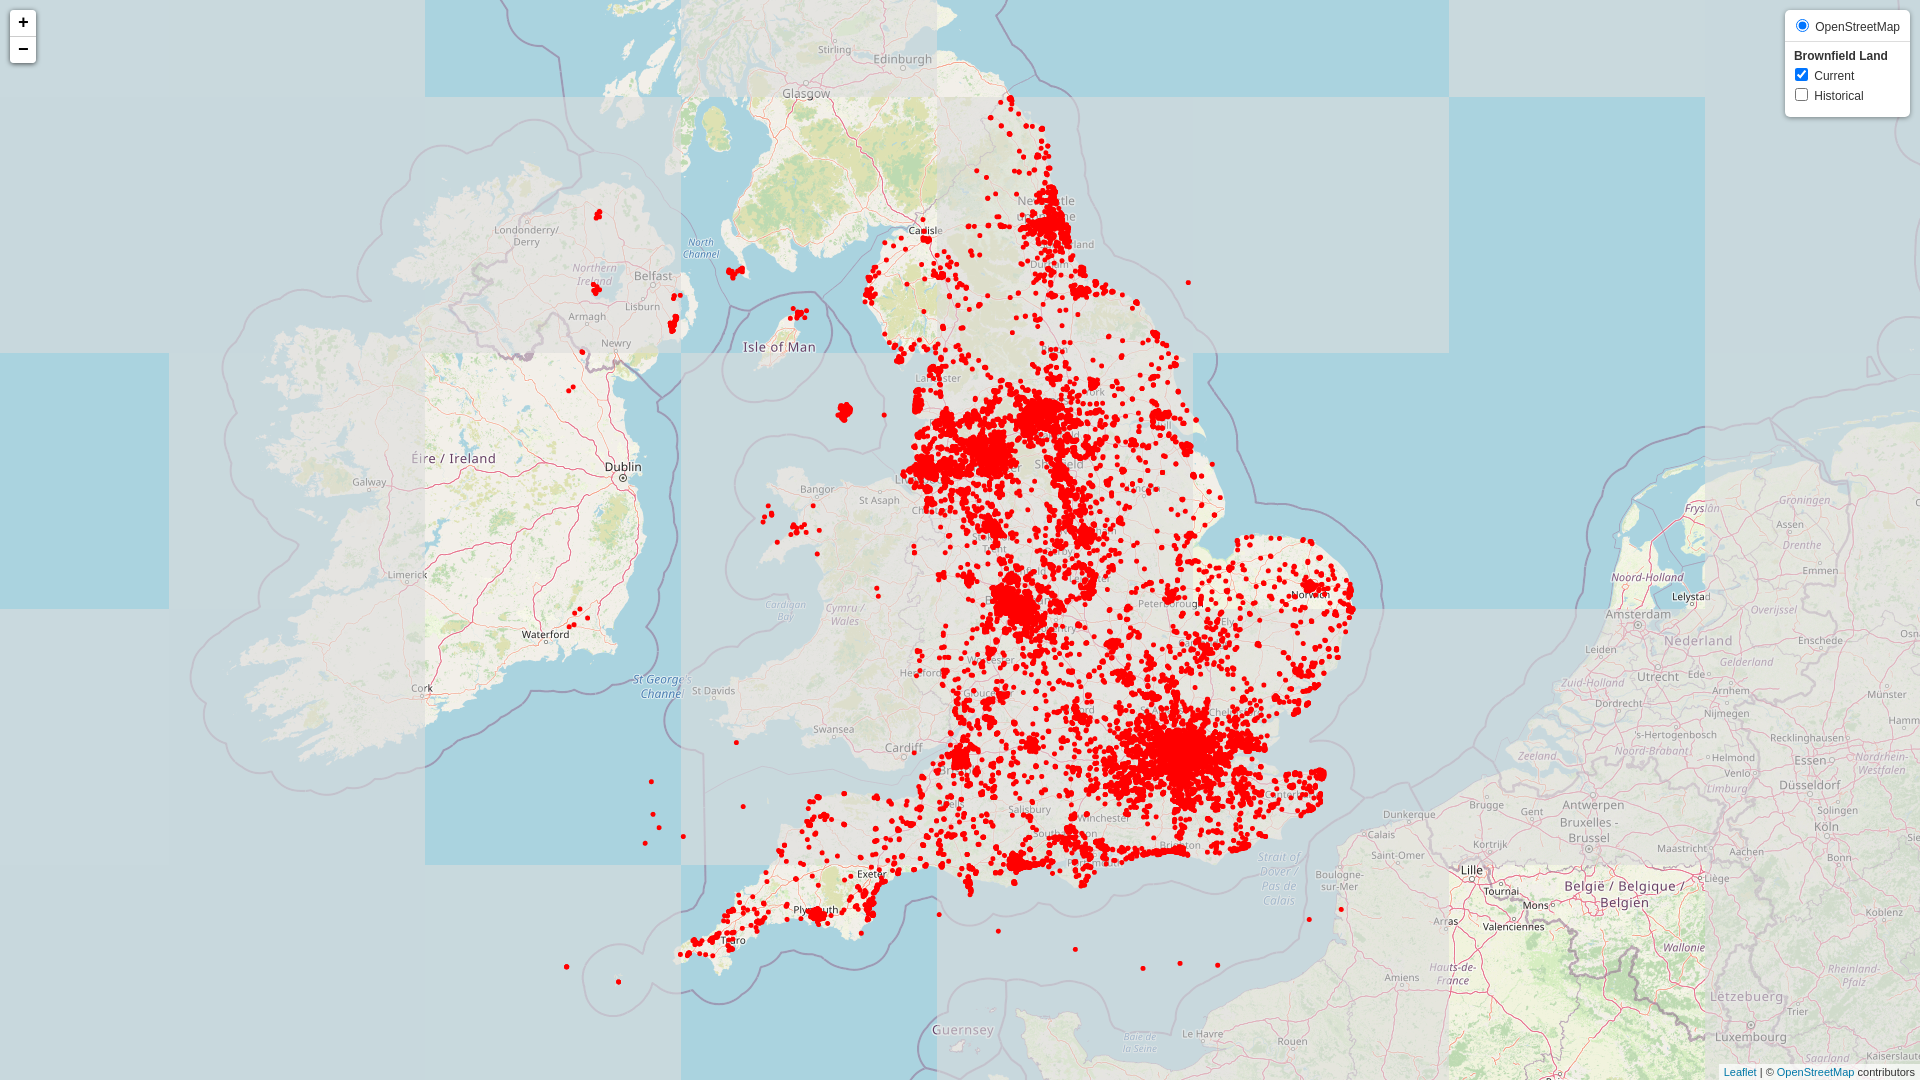 +
−
OpenStreetMap
Brownfield Land
Current
Historical
Stirling
Edinburgh
Glasgow
Londonderry/
Derry
North
Channel
Carlisle
Northern
Ireland
Belfast
Lisburn
Armagh
Newry
Isle of Man
Éire / Ireland
Dublin
Galway
Bangor
St Asaph
Limerick
Cardigan
Bay
Cymru /
Wales
Peterborough
Norwich
Ely
Waterford
Cork
St George's
Channel
St Davids
Swansea
Cardiff
Salisbury
Winchester
Brighton
Exeter
Plymouth
Truro
Strait of
Dover /
Pas de
Calais
Guernsey
Baie de
la Seine
Le Havre
Rouen
Amiens
Boulogne-
sur-Mer
Calais
Saint-Omer
Dunkerque
Brugge
Gent
Antwerpen
Bruxelles -
Brussel
Kortrijk
Lille
Tournai
Mons
Valenciennes
Arras
Hauts-de-
France
België / Belgique /
Belgien
Liège
Maastricht
Aachen
Wallonie
Lëtzebuerg
Luxembourg
Trier
Saarland
Kaiserslaute
Rheinland-
Pfalz
Koblenz
Bonn
Köln
Düsseldorf
Solingen
Essen
Recklinghausen
Nordrhein-
Westfalen
Münster
Hamm
Venlo
Limburg
Helmond
Noord-Brabant
's-Hertogenbosch
Zeeland
Dordrecht
Nijmegen
Arnhem
Zuid-Holland
Utrecht
Ede
Gelderland
Leiden
Amsterdam
Nederland
Enschede
Overijssel
Lelystad
Noord-Holland
Emmen
Drenthe
Assen
Groningen
Fryslân
Leaflet | © OpenStreetMap contributors